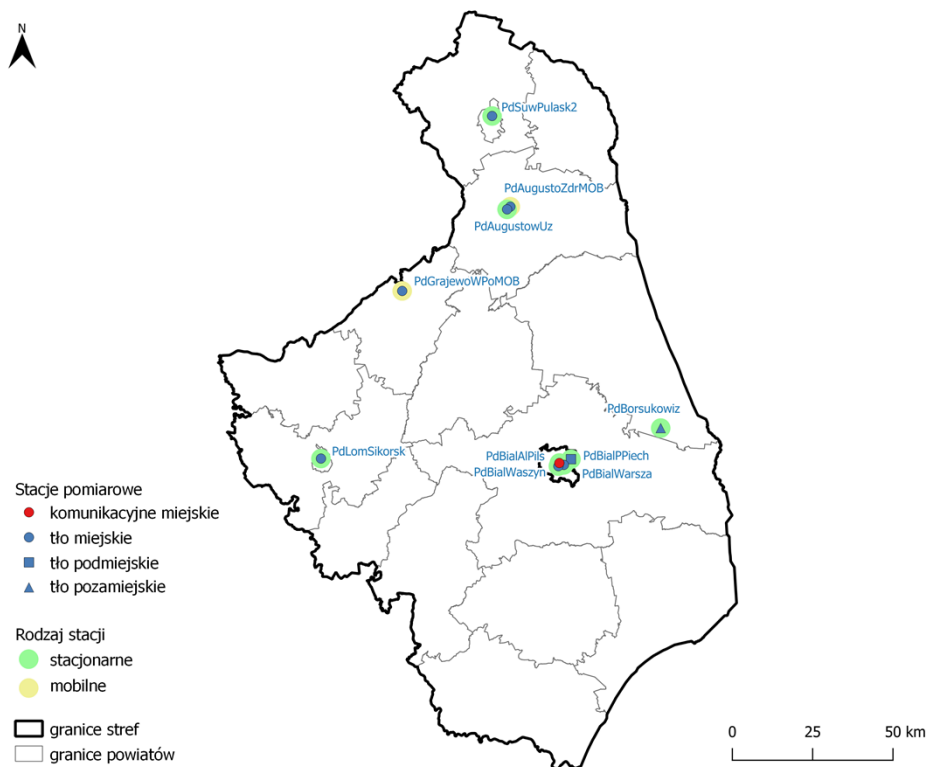 N
PdSuwPulask2
PdAugustoZdrMOB
PdAugustowUz
PdGrajewoWPoMOB
PdBorsukowiz
PdLomSikorsk
PdBialAlPils
PdBialPPiech
PdBialWaszyn
PdBialWarsza
Stacje pomiarowe
komunikacyjne miejskie
tło miejskie
tło podmiejskie
tło pozamiejskie
Rodzaj stacji
stacjonarne
mobilne
granice stref
granice powiatów
0 25 50 km